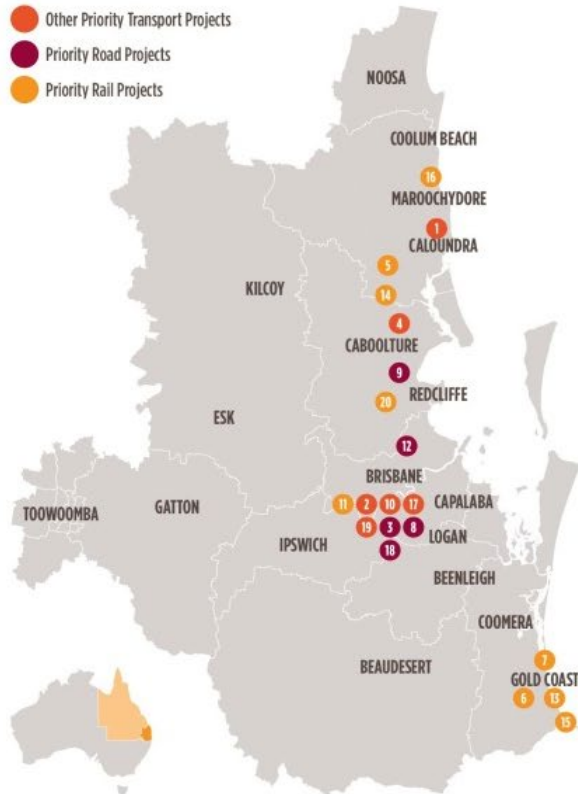 Other Priority Transport Projects
Priority Road Projects
Priority Rail Projects
NOOSA
COOLUM BEACH
16
MAROOCHYDORE
1
CALOUNDRA
5
KILCOY
14
4
CABOOLTURE
9
REDCLIFFE
20
ESK
12
BRISBANE
11 2 10 17 CAPALABA
GATTON
TOOWOOMBA
19 3 8
LOGAN
IPSWICH
18
BEENLEIGH
COOMERA
BEAUDESERT
7
GOLD COAST
6 13
15